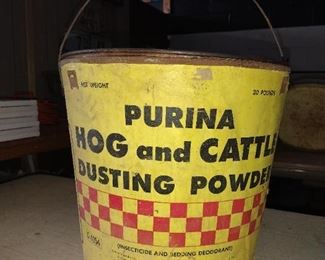 NET WEIGHT 20 POUNDS
PURINA
HOG and CATTLE
DUSTING POWDER
(INSECTICIDE AND BEDDING DEODORANT)